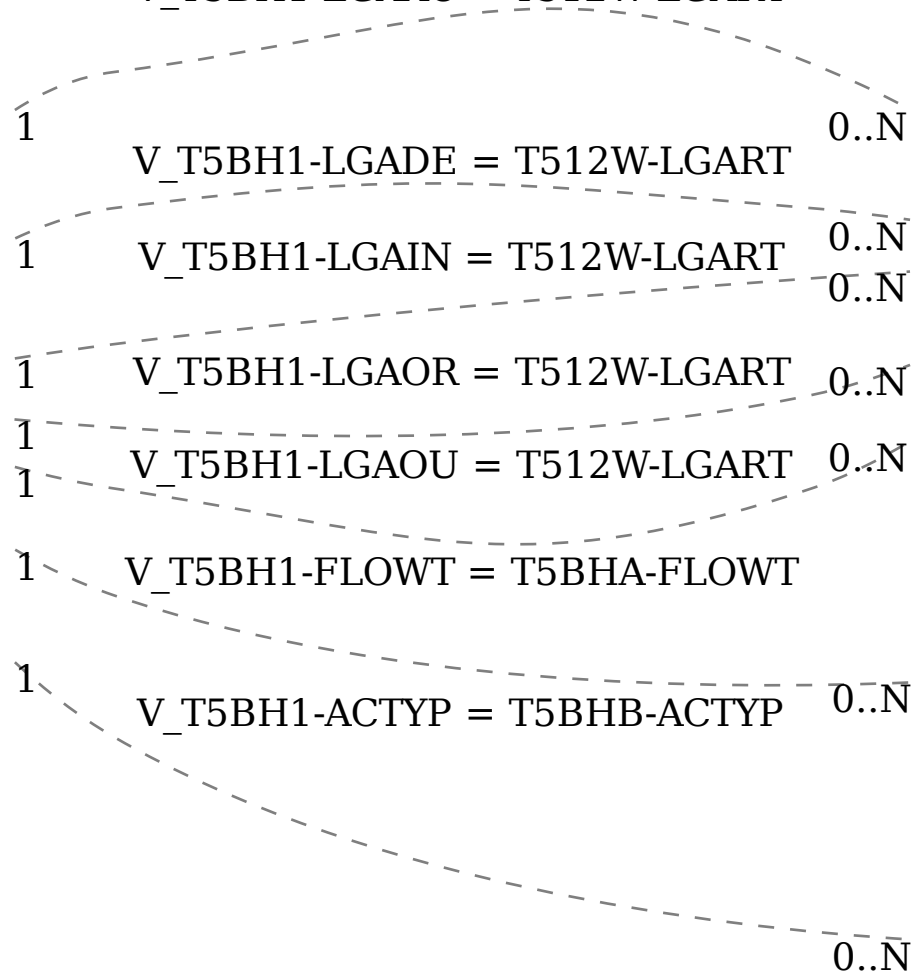 1 0..N
V_T5BH1-LGADE = T512W-LGART
0..N
1 V_T5BH1-LGAIN = T512W-LGART
0..N
1 V_T5BH1-LGAOR = T512W-LGART 0..N
1
V_T5BH1-LGAOU = T512W-LGART 0..N
1
1 V_T5BH1-FLOWT = T5BHA-FLOWT
1 0..N
V_T5BH1-ACTYP = T5BHB-ACTYP
0..N